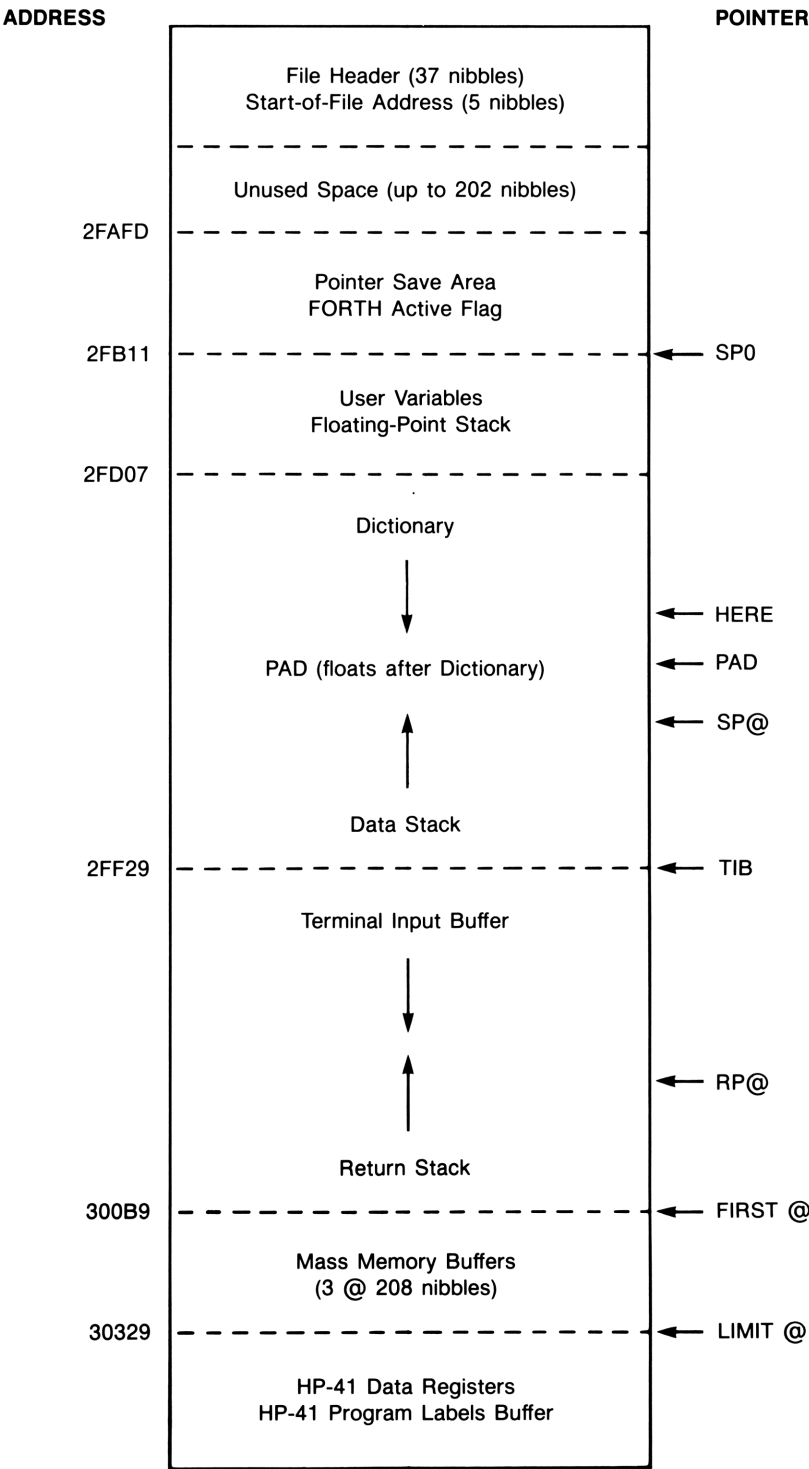 ADDRESS
POINTER
File Header (37 nibbles)
Start-of-File Address (5 nibbles)
Unused Space (up to 202 nibbles)
2FAFD
Pointer Save Area
FORTH Active Flag
2FB11
SP0
User Variables
Floating-Point Stack
2FD07
Dictionary
HERE
PAD (floats after Dictionary)
PAD
SP@
Data Stack
2FF29
TIB
Terminal Input Buffer
RP@
Return Stack
300B9
FIRST @
Mass Memory Buffers
(3 @ 208 nibbles)
30329
LIMIT @
HP-41 Data Registers
HP-41 Program Labels Buffer